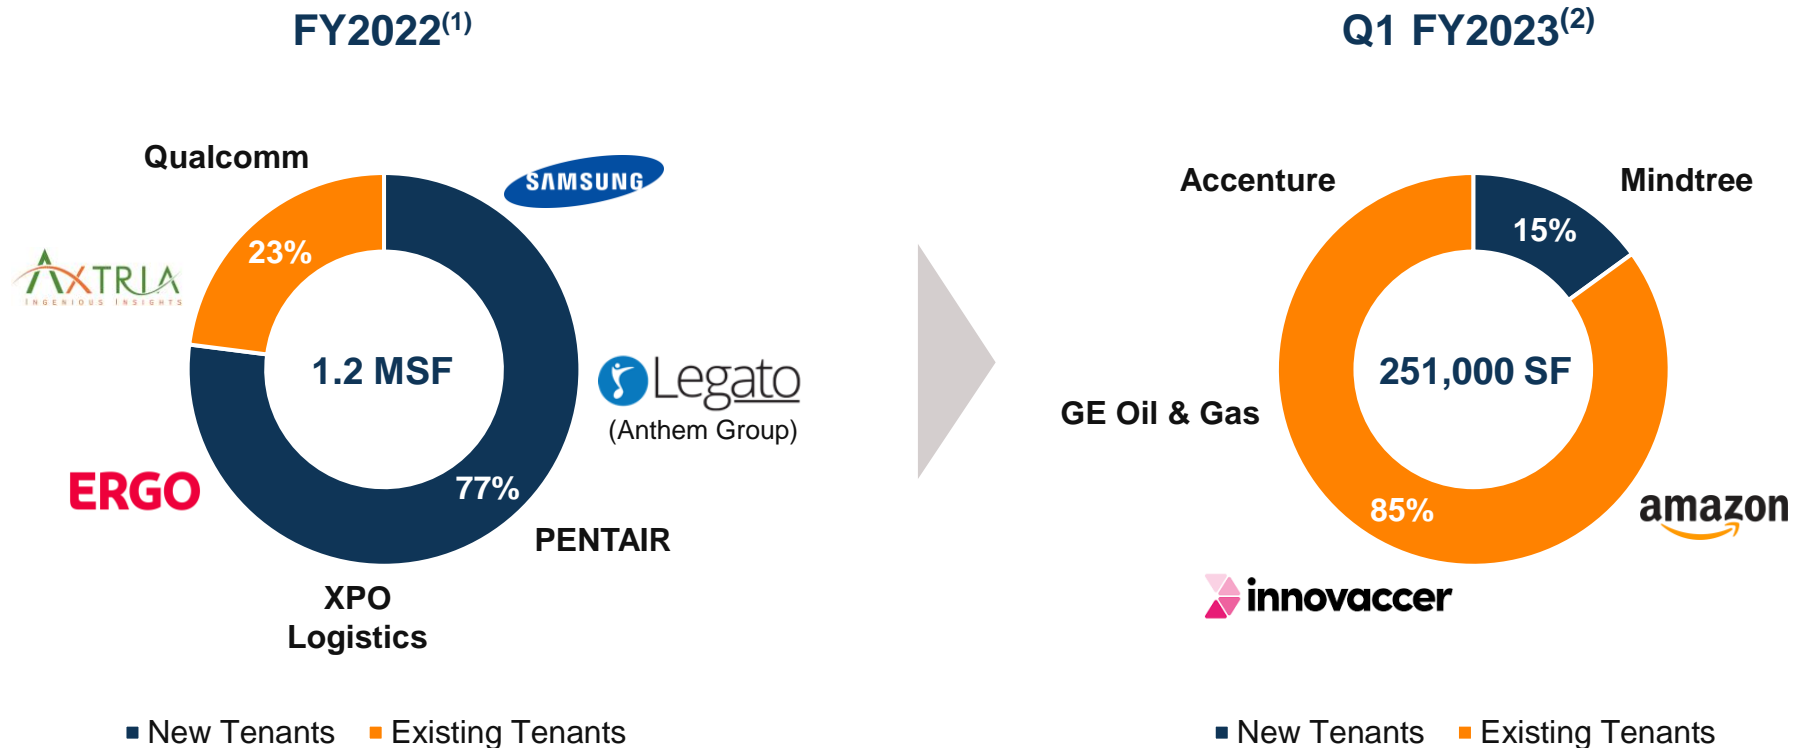 FY2022(1)
Qualcomm
SAMSUNG
23%
AXTRIA
INGENIOUS INSIGHTS
1.2 MSF
Legato
(Anthem Group)
ERGO
77%
PENTAIR
XPO
Logistics
New Tenants
Existing Tenants
Q1 FY2023(2)
Accenture
Mindtree
15%
251,000 SF
GE Oil & Gas
85%
amazon
innovaccer
New Tenants
Existing Tenants